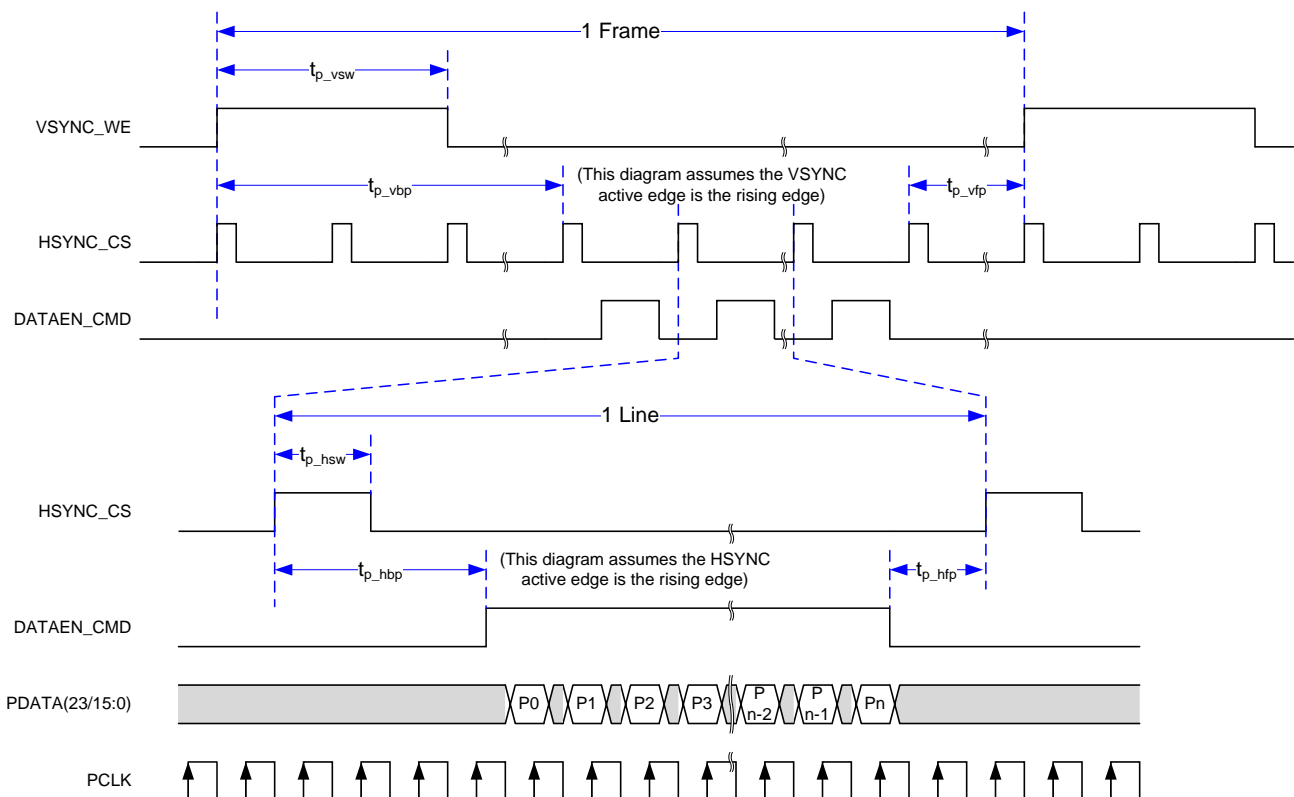 1 Frame
tp_vsw
VSYNC_WE
tp_vbp
(This diagram assumes the VSYNC
active edge is the rising edge)
tp_vfp
HSYNC_CS
DATAEN_CMD
1 Line
tp_hsw
HSYNC_CS
tp_hbp
(This diagram assumes the HSYNC
active edge is the rising edge)
tp_hfp
DATAEN_CMD
PDATA(23/15:0)
P0
P1
P2
P3
P
n-2
P
n-1
Pn
PCLK